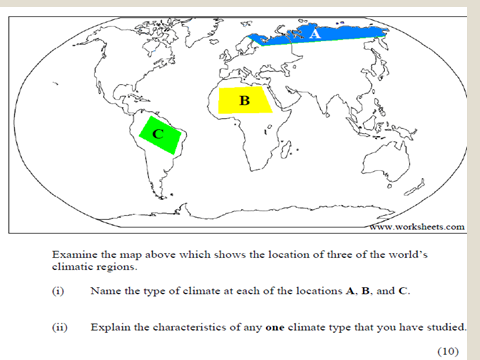 A
B
C
www.worksheets.com
Examine the map above which shows the location of three of the world's
climatic regions.
(i) Name the type of climate at each of the locations A, B, and C.
(ii) Explain the characteristics of any one climate type that you have studied.
(10)